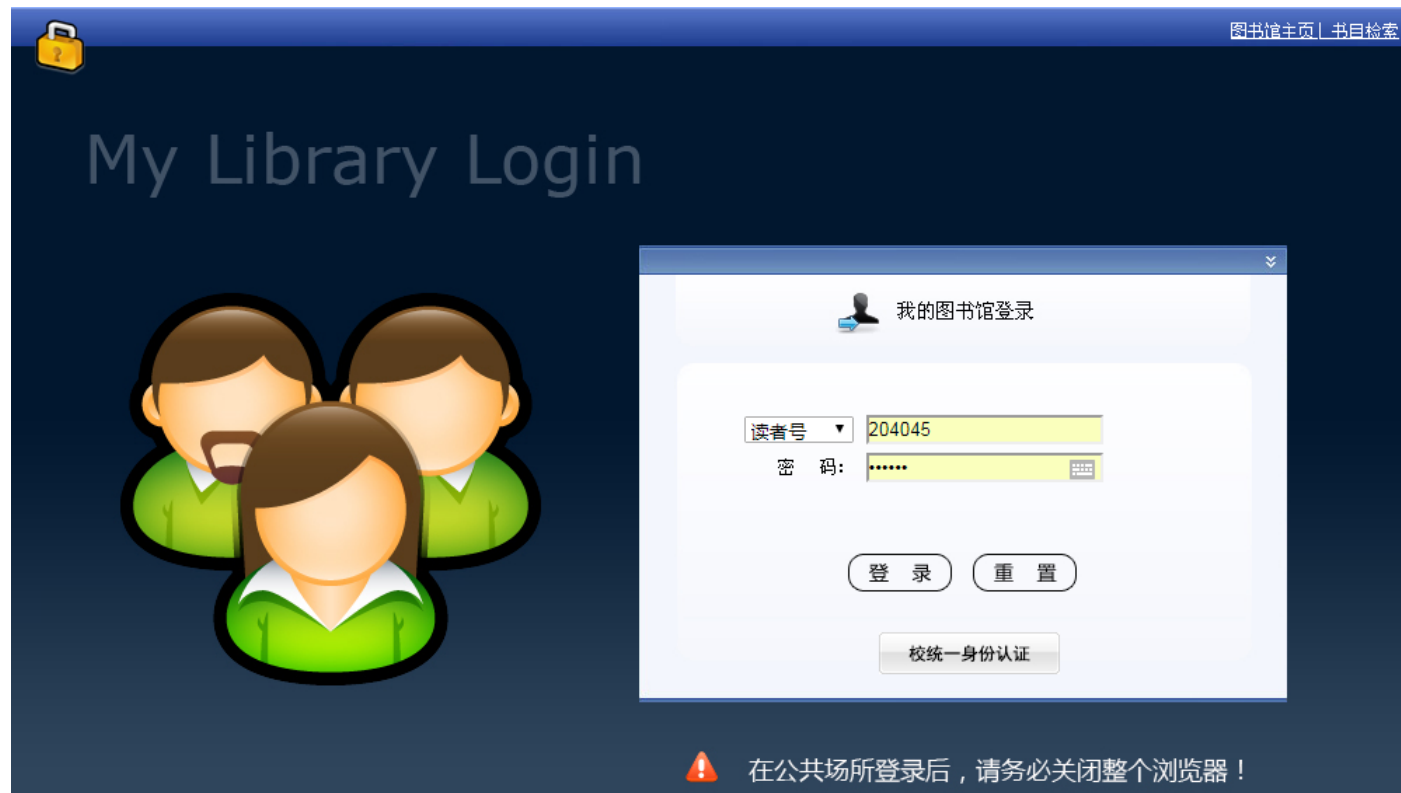 图书馆主页| 书目检索
My Library Login
我的图书馆登录
读者号 204045
密 码: ••••••
登 录 重 置
校统一身份认证
在公共场所登录后，请务必关闭整个浏览器！